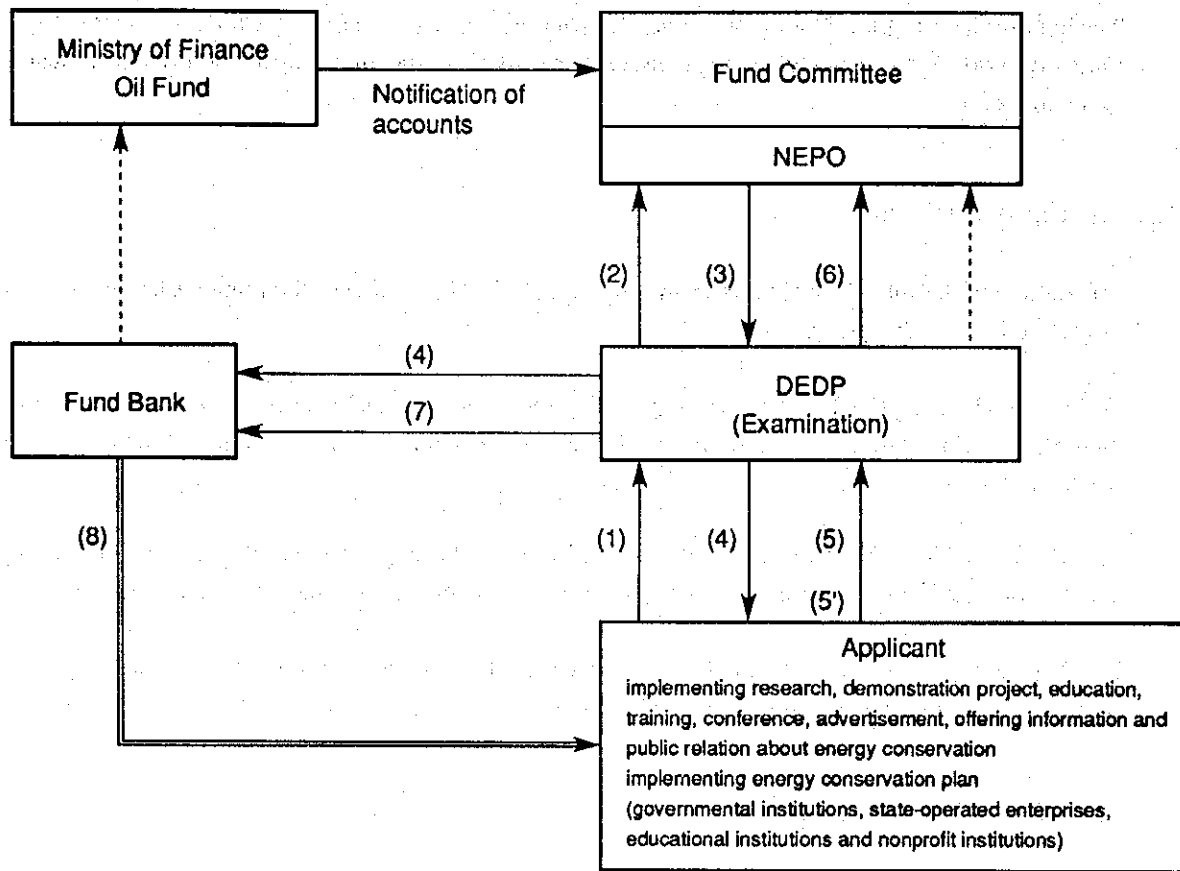 Ministry of Finance
Oil Fund
Notification of
accounts
Fund Committee
NEPO
(2)
(3)
(6)
Fund Bank
(4)
(7)
DEDP
(Examination)
(8)
(1)
(4)
(5)
(5')
Applicant
implementing research, demonstration project, education,
training, conference, advertisement, offering information and
public relation about energy conservation
implementing energy conservation plan
(governmental institutions, state-operated enterprises,
educational institutions and nonprofit institutions)